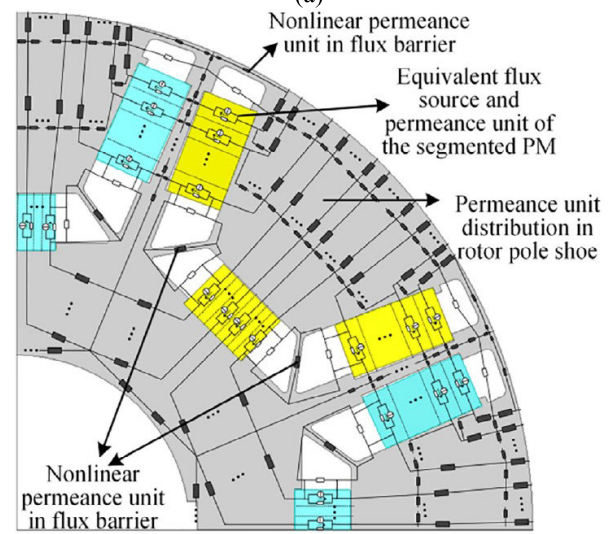 (a)
Nonlinear permeance
unit in flux barrier
Equivalent flux
source and
permeance unit of
the segmented PM
Permeance unit
distribution in
rotor pole shoe
Nonlinear
permeance unit
in flux barrier